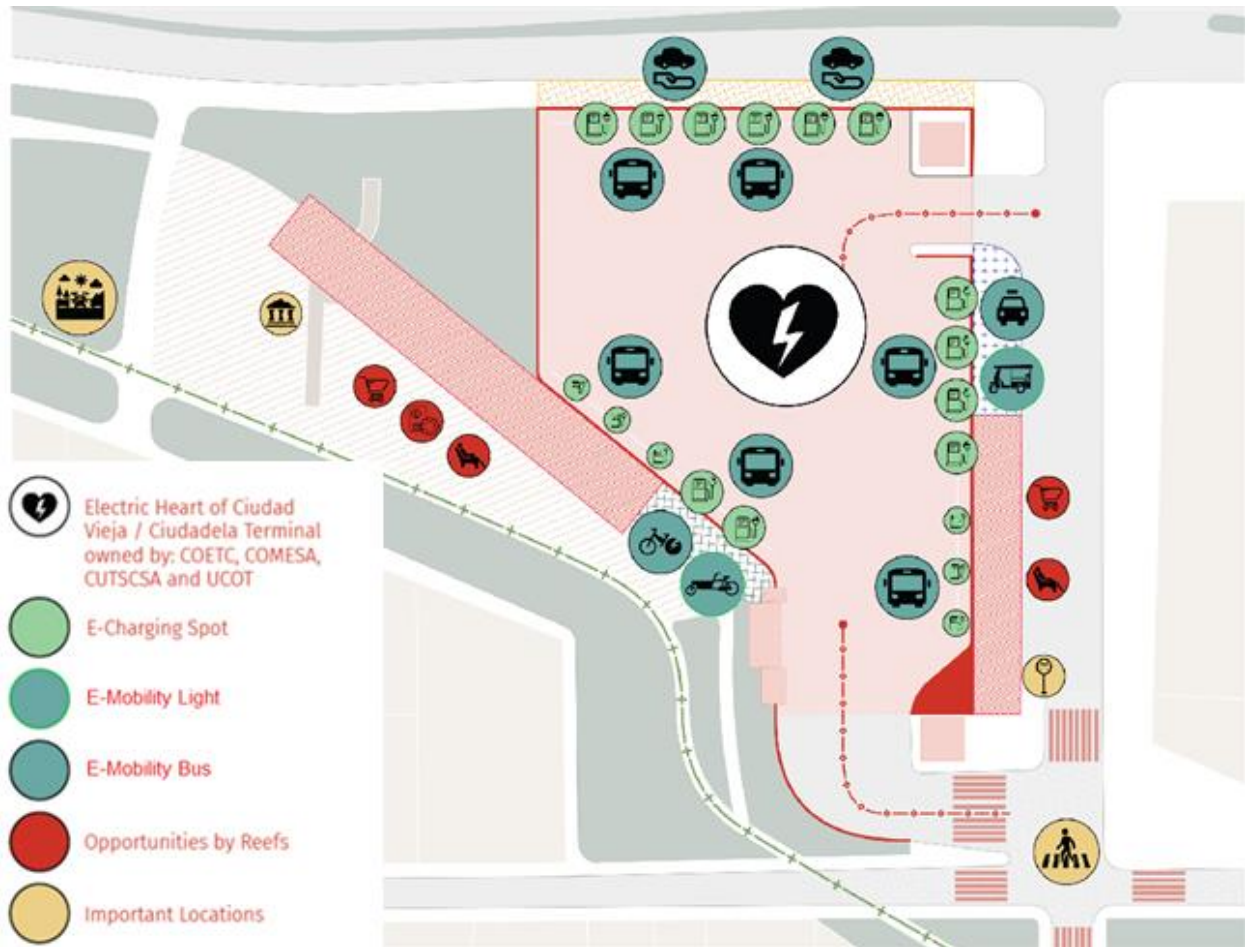 Electric Heart of Ciudad
Vieja / Ciudadela Terminal
owned by: COETC, COMESA,
CUTSCSA and UCOT
E-Charging Spot
E-Mobility Light
E-Mobility Bus
Opportunities by Reefs
Important Locations